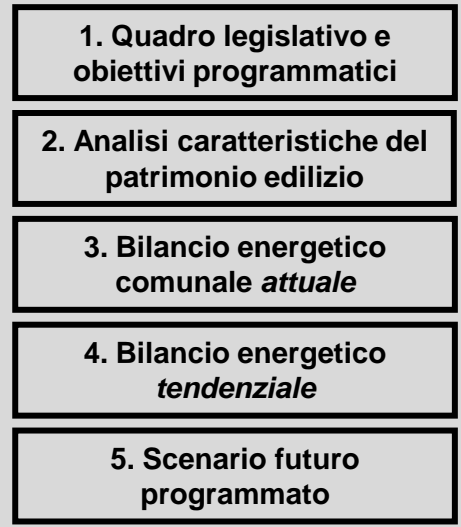 1. Quadro legislativo e
obiettivi programmatici
2. Analisi caratteristiche del
patrimonio edilizio
3. Bilancio energetico
comunale attuale
4. Bilancio energetico
tendenziale
5. Scenario futuro
programmato